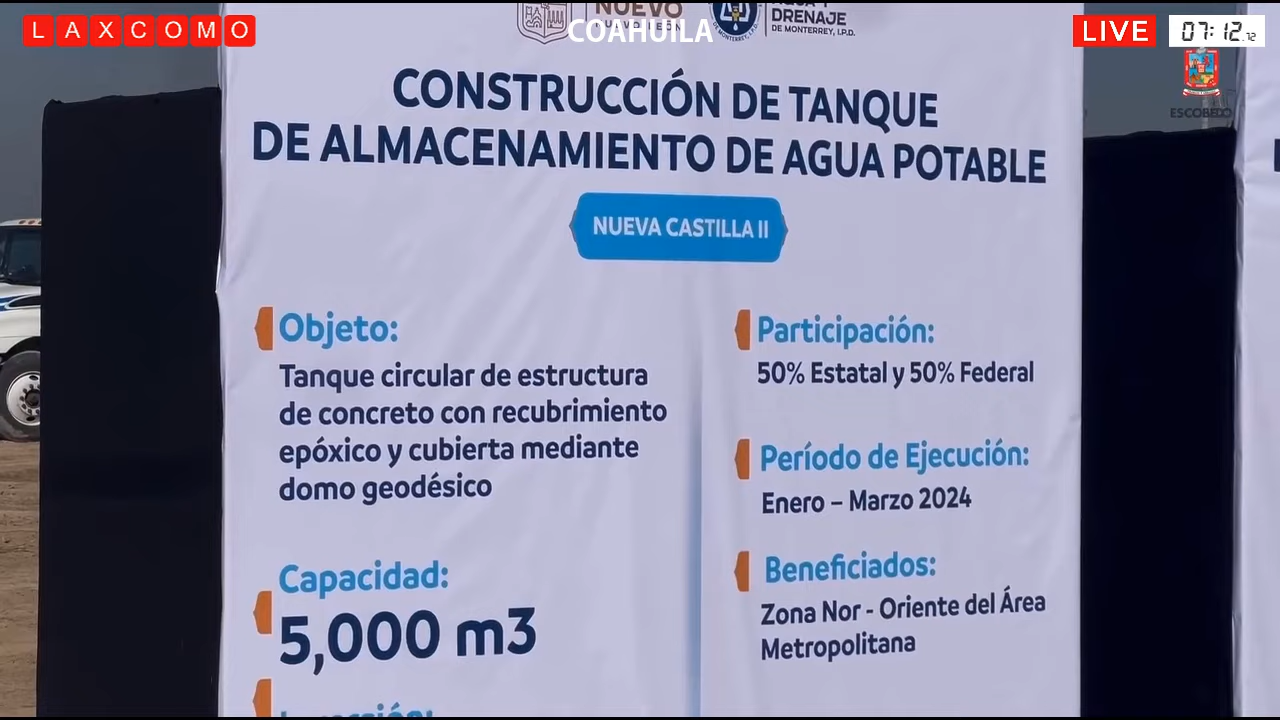 LAXCOMO
NUEVO
COAHUILA
DRENAJE
DE MONTERREY, I.P.D.
LIVE
07:12.72
ESCOBEDO
CONSTRUCCIÓN DE TANQUE
DE ALMACENAMIENTO DE AGUA POTABLE
NUEVA CASTILLA II
Objeto:
Tanque circular de estructura
de concreto con recubrimiento
epóxico y cubierta mediante
domo geodésico
Capacidad:
5,000 m3
Participación:
50% Estatal y 50% Federal
Período de Ejecución:
Enero – Marzo 2024
Beneficiados:
Zona Nor - Oriente del Área
Metropolitana